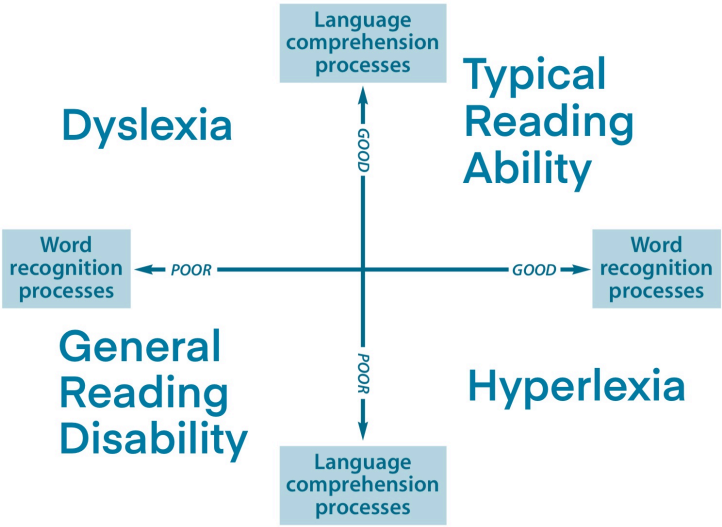 Language
comprehension
processes
Dyslexia
Typical
Reading
Ability
GOOD
Word
recognition
processes
POOR
GOOD
Word
recognition
processes
General
Reading
Disability
POOR
Hyperlexia
Language
comprehension
processes